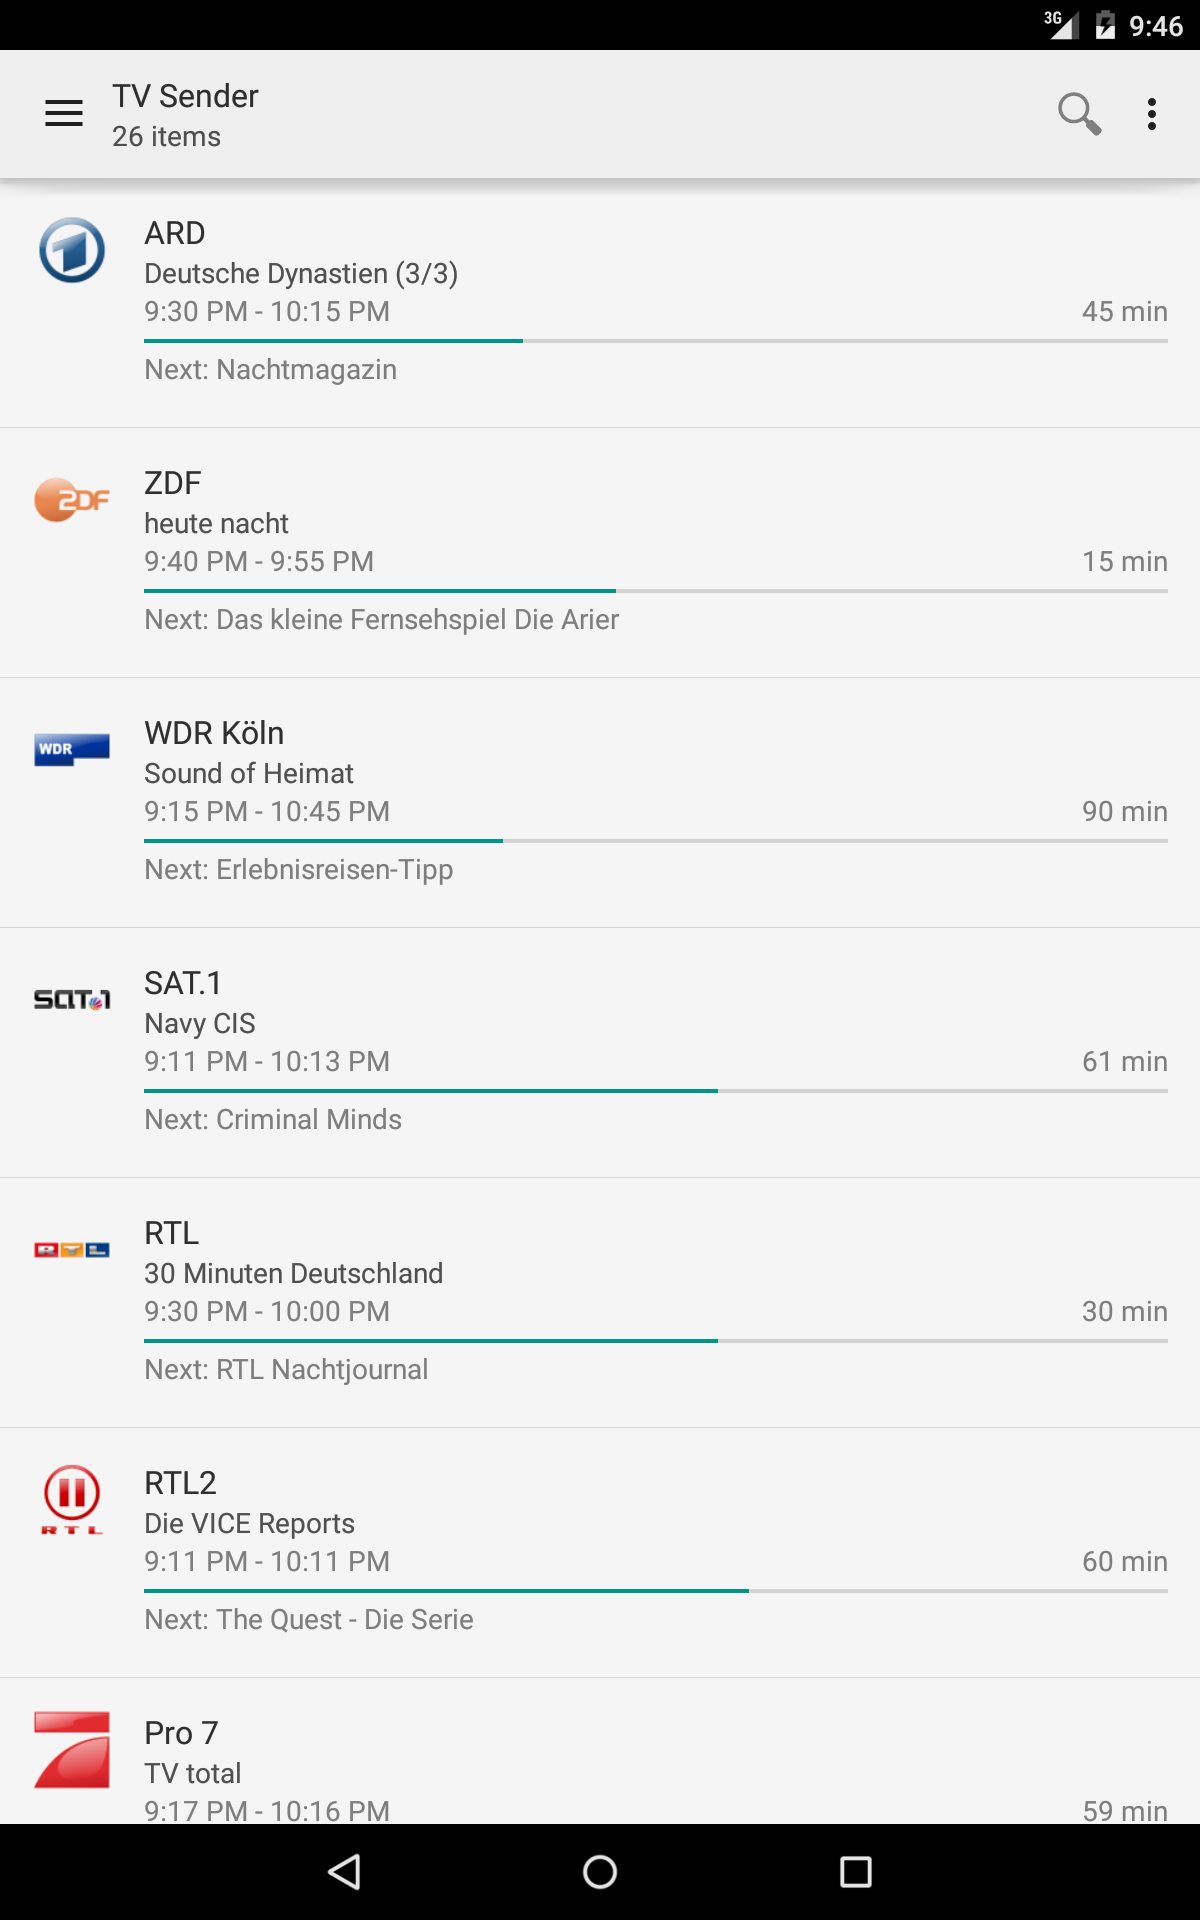 3G 9:46
TV Sender
26 items
ARD
Deutsche Dynastien (3/3)
9:30 PM - 10:15 PM 45 min
Next: Nachtmagazin
ZDF
ZDF
heute nacht
9:40 PM - 9:55 PM 15 min
Next: Das kleine Fernsehspiel Die Arier
WDR
WDR Köln
Sound of Heimat
9:15 PM - 10:45 PM 90 min
Next: Erlebnisreisen-Tipp
SAT.1
SAT.1
Navy CIS
9:11 PM - 10:13 PM 61 min
Next: Criminal Minds
RTL
RTL
30 Minuten Deutschland
9:30 PM - 10:00 PM 30 min
Next: RTL Nachtjournal
RTL
RTL2
Die VICE Reports
9:11 PM - 10:11 PM 60 min
Next: The Quest - Die Serie
Pro 7
TV total
9:17 PM - 10:16 PM 59 min